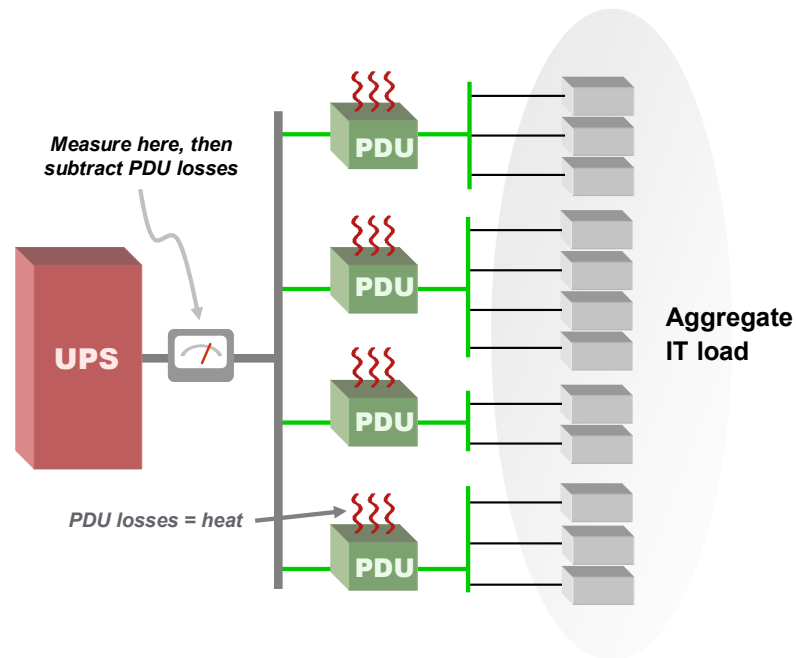 Measure here, then
subtract PDU losses
UPS
PDU
PDU
PDU
PDU
Aggregate
IT load
PDU losses = heat